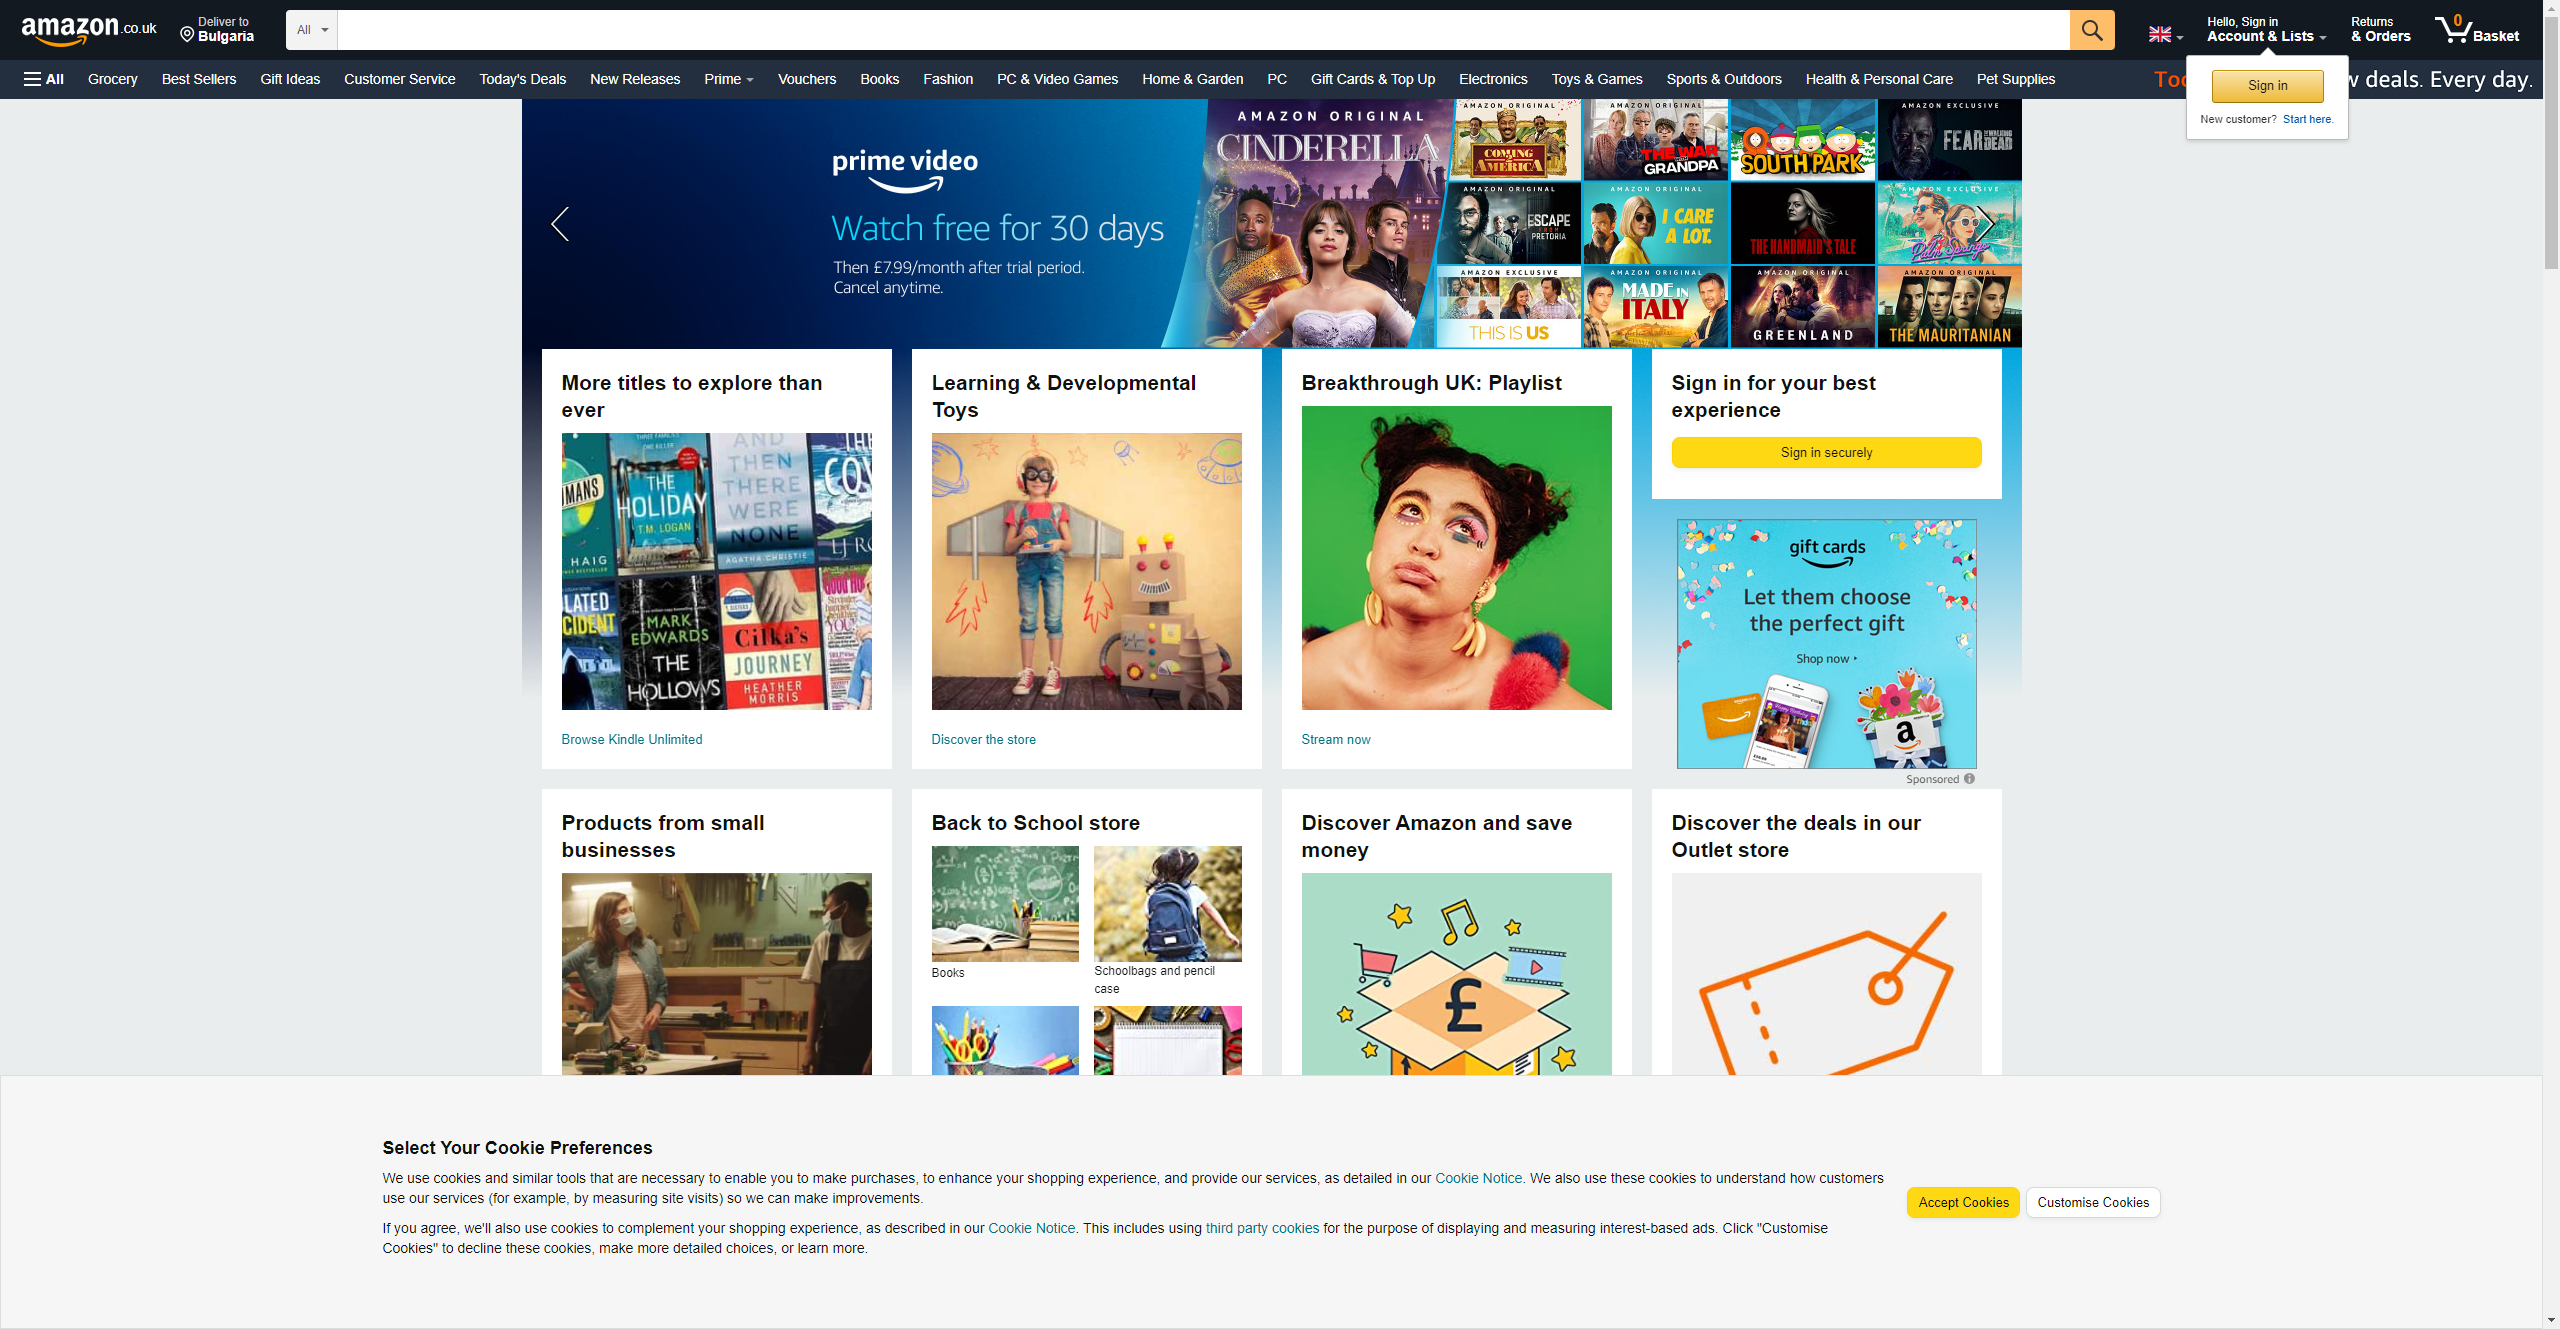 amazon.co.uk
Deliver to
Bulgaria
All
Hello, Sign in
Account & Lists
Returns
& Orders
0
Basket
All
Grocery
Best Sellers
Gift Ideas
Customer Service
Today's Deals
New Releases
Prime
Vouchers
Books
Fashion
PC & Video Games
Home & Garden
PC
Gift Cards & Top Up
Electronics
Toys & Games
Sports & Outdoors
Health & Personal Care
Pet Supplies
deals. Every day.
Sign in
New customer? Start here.
prime video
Watch free for 30 days
Then £7.99/month after trial period.
Cancel anytime.
AMAZON ORIGINAL
CINDERELLA
AMAZON ORIGINAL
COMING 2 AMERICA
AMAZON ORIGINAL
THE WAR WITH
GRANDPA
SOUTH PARK
AMAZON EXCLUSIVE
FEAR THE WALKING DEAD
AMAZON ORIGINAL
ESCAPE
FROM
PRETORIA
AMAZON ORIGINAL
I CARE
A LOT.
THE HANDMAID'S TALE
AMAZON EXCLUSIVE
Palm Springs
AMAZON EXCLUSIVE
THIS IS US
AMAZON ORIGINAL
MADE IN
ITALY
AMAZON ORIGINAL
GREENLAND
AMAZON ORIGINAL
THE MAURITANIAN
More titles to explore than
ever
THE
HOLIDAY
T.M. LOGAN
AND
THEN
THERE
WERE
NONE
AGATHA CHRISTIE
HAIG
MARK
EDWARDS
THE
HOLLOWS
Cilka's
JOURNEY
HEATHER
MORRIS
Browse Kindle Unlimited
Learning & Developmental
Toys
Discover the store
Breakthrough UK: Playlist
Stream now
Sign in for your best
experience
Sign in securely
gift cards
Let them choose
the perfect gift
Shop now
a
Sponsored
Products from small
businesses
Back to School store
Books
Schoolbags and pencil
case
Discover Amazon and save
money
£
Discover the deals in our
Outlet store
Select Your Cookie Preferences
We use cookies and similar tools that are necessary to enable you to make purchases, to enhance your shopping experience, and provide our services, as detailed in our Cookie Notice. We also use these cookies to understand how customers
use our services (for example, by measuring site visits) so we can make improvements.
If you agree, we'll also use cookies to complement your shopping experience, as described in our Cookie Notice. This includes using third party cookies for the purpose of displaying and measuring interest-based ads. Click "Customise
Cookies" to decline these cookies, make more detailed choices, or learn more.
Accept Cookies
Customise Cookies